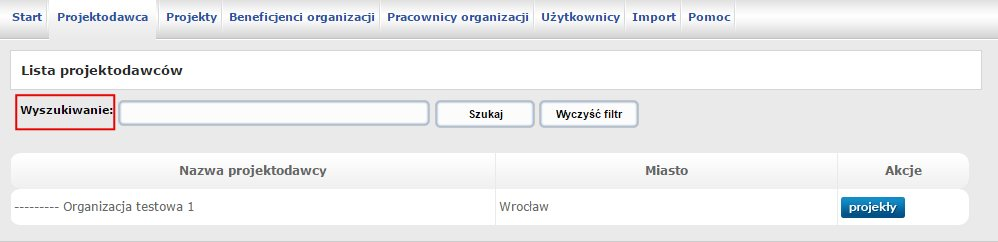 Start Projektodawca Projekty Beneficjenci organizacji Pracownicy organizacji Użytkownicy Import Pomoc
Lista projektodawców
Wyszukiwanie: Szukaj Wyczyść filtr
Nazwa projektodawcy Miasto Akcje
--------- Organizacja testowa 1 Wrocław projekty